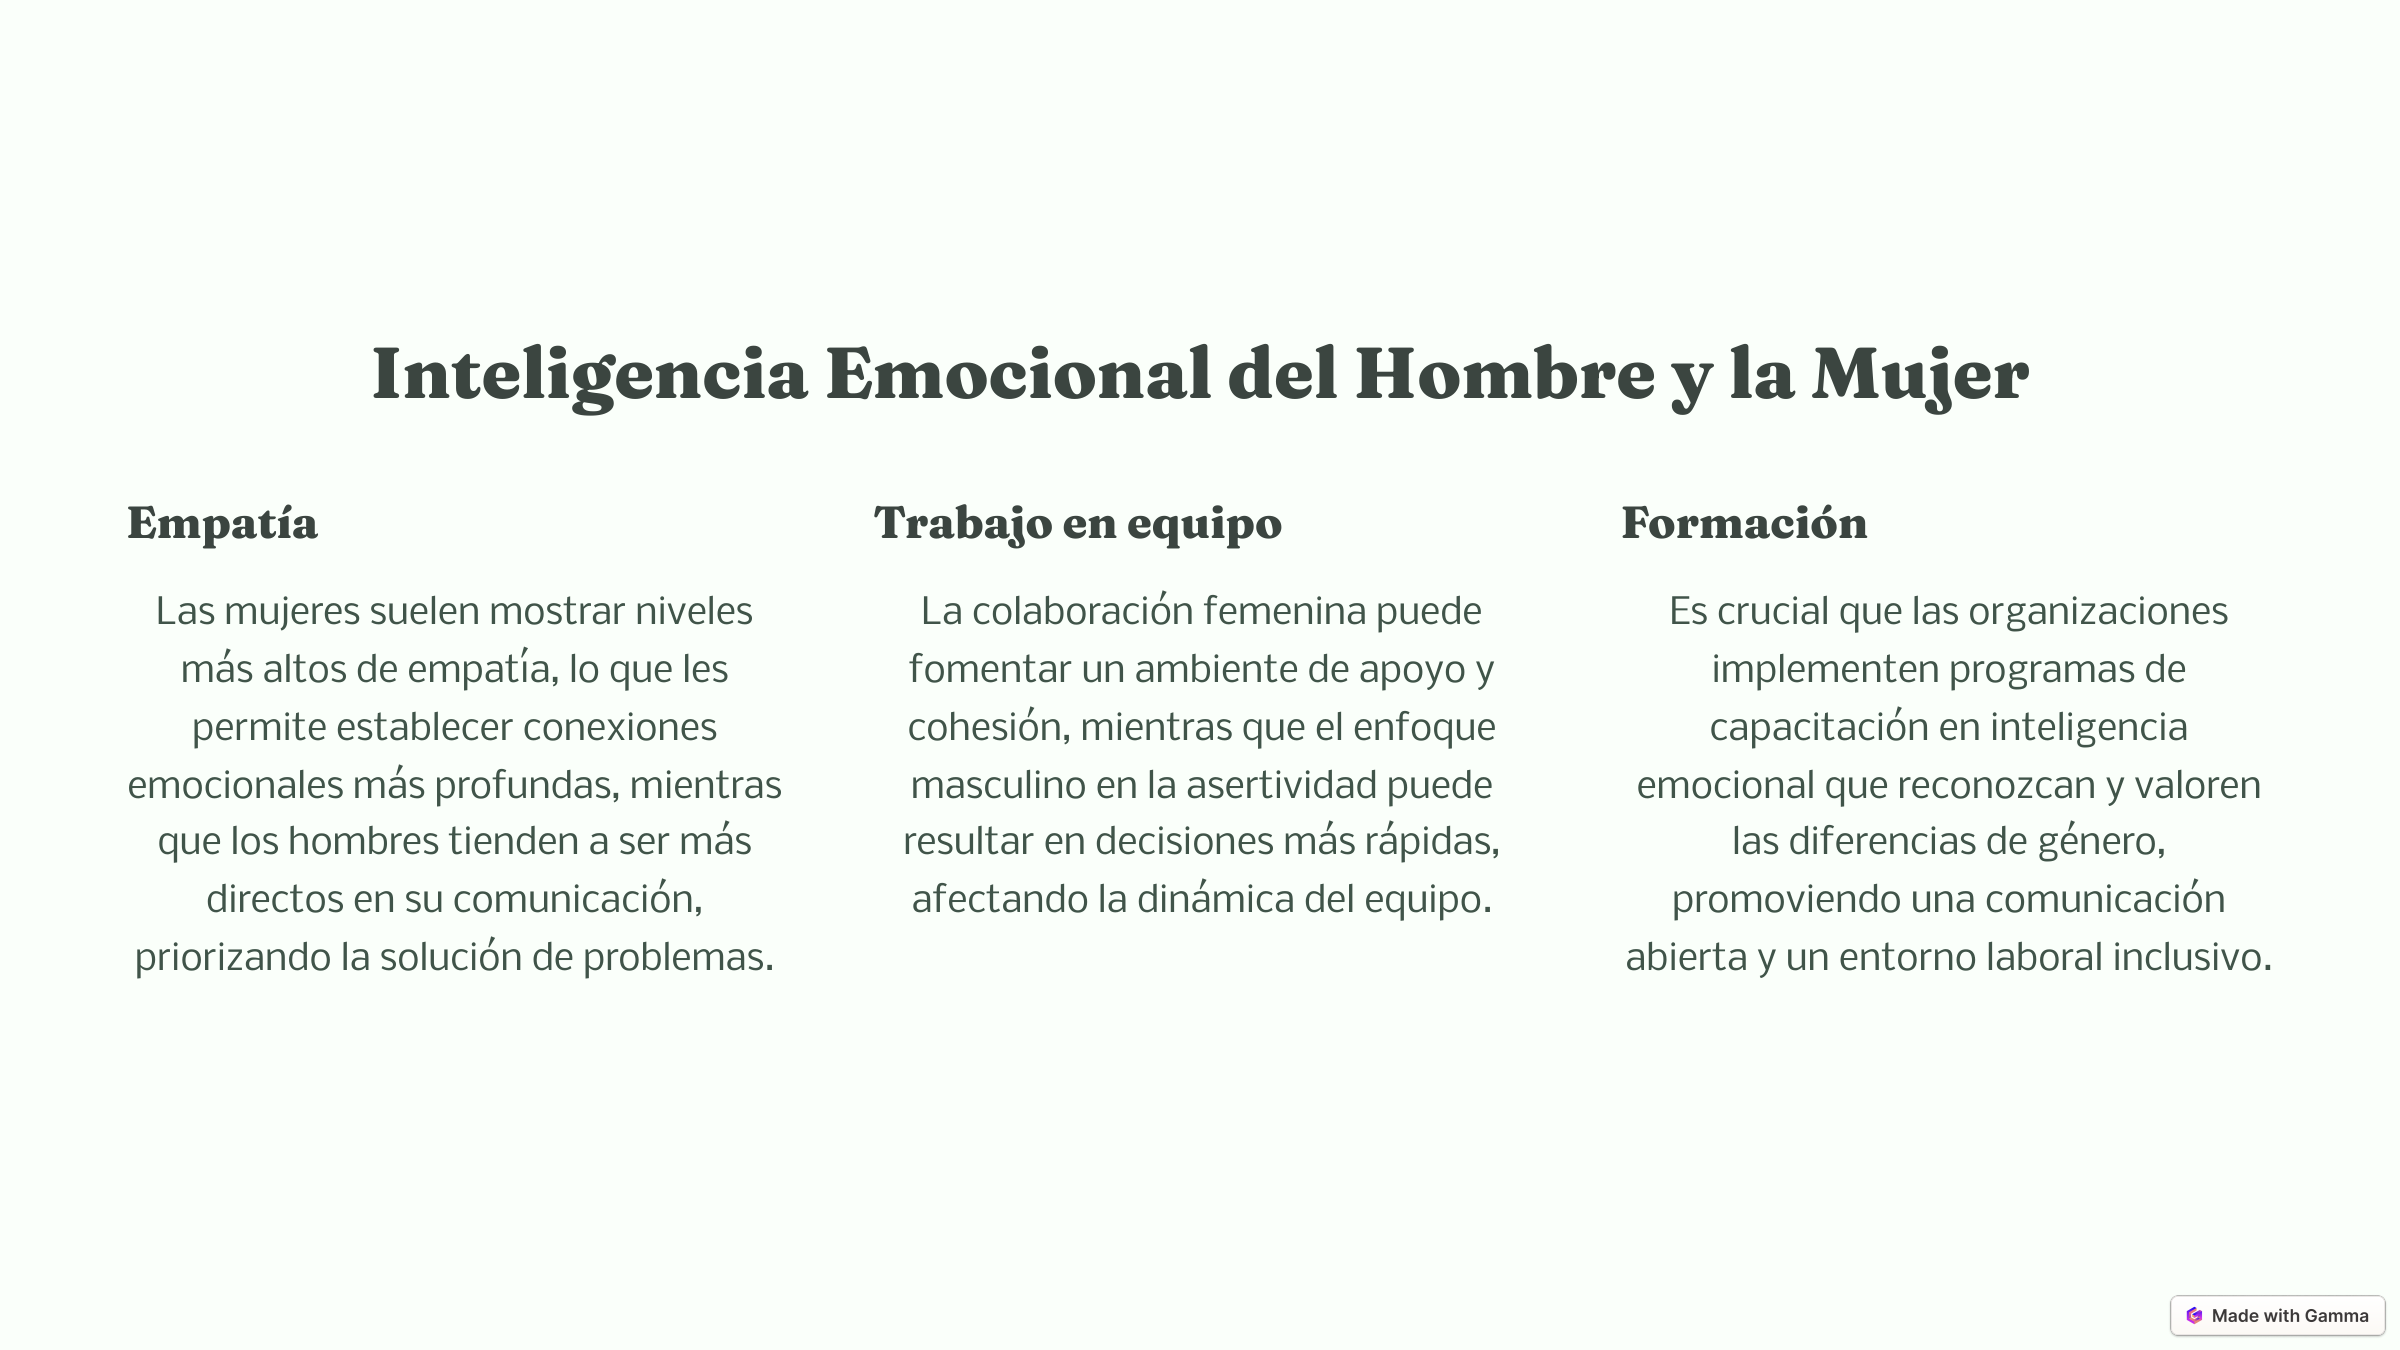 Inteligencia Emocional del Hombre y la Mujer
Empatía
Las mujeres suelen mostrar niveles
más altos de empatía, lo que les
permite establecer conexiones
emocionales más profundas, mientras
que los hombres tienden a ser más
directos en su comunicación,
priorizando la solución de problemas.
Trabajo en equipo
La colaboración femenina puede
fomentar un ambiente de apoyo y
cohesión, mientras que el enfoque
masculino en la asertividad puede
resultar en decisiones más rápidas,
afectando la dinámica del equipo.
Formación
Es crucial que las organizaciones
implementen programas de
capacitación en inteligencia
emocional que reconozcan y valoren
las diferencias de género,
promoviendo una comunicación
abierta y un entorno laboral inclusivo.
Made with Gamma